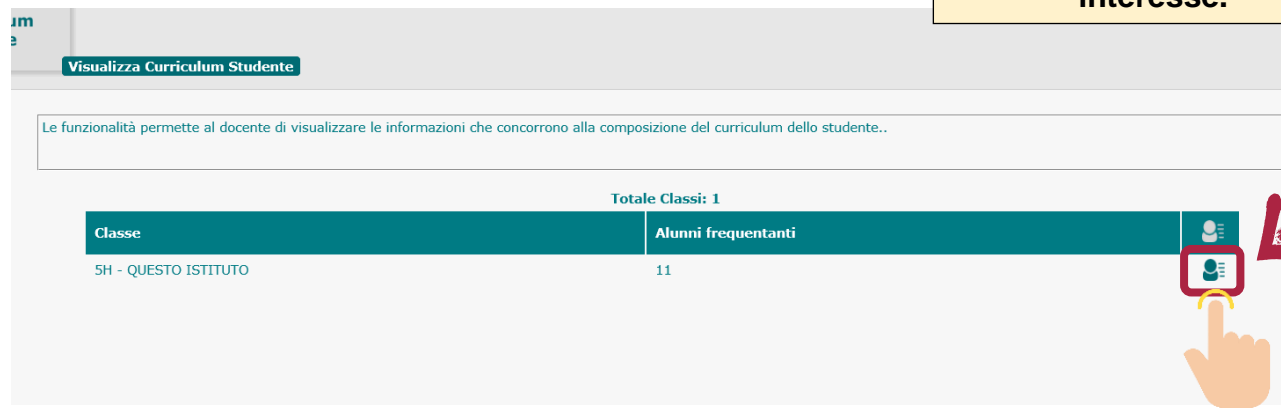 interesse.
Visualizza Curriculum Studente
Le funzionalità permette al docente di visualizzare le informazioni che concorrono alla composizione del curriculum dello studente..
Totale Classi: 1
Classe Alunni frequentanti
5H - QUESTO ISTITUTO 11